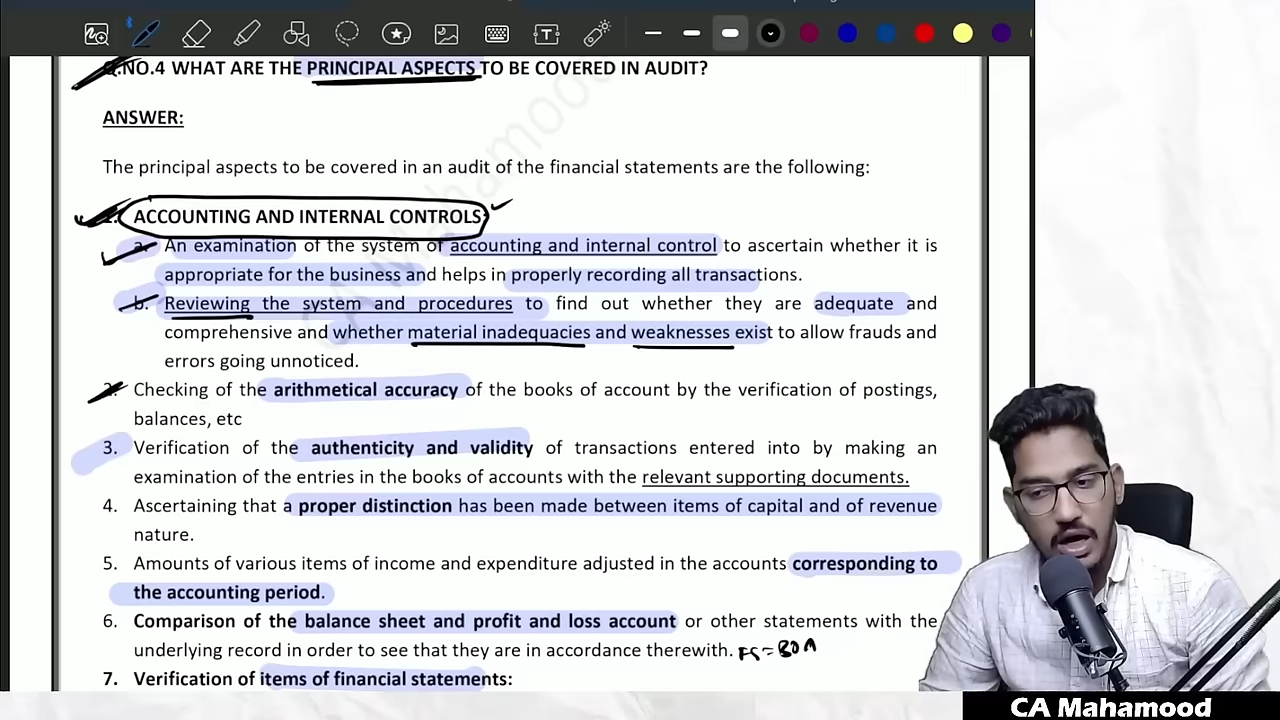 Q.NO.4 WHAT ARE THE PRINCIPAL ASPECTS TO BE COVERED IN AUDIT?
ANSWER:
The principal aspects to be covered in an audit of the financial statements are the following:
1. ACCOUNTING AND INTERNAL CONTROLS:
a. An examination of the system of accounting and internal control to ascertain whether it is
appropriate for the business and helps in properly recording all transactions.
b. Reviewing the system and procedures to find out whether they are adequate and
comprehensive and whether material inadequacies and weaknesses exist to allow frauds and
errors going unnoticed.
2. Checking of the arithmetical accuracy of the books of account by the verification of postings,
balances, etc
3. Verification of the authenticity and validity of transactions entered into by making an
examination of the entries in the books of accounts with the relevant supporting documents.
4. Ascertaining that a proper distinction has been made between items of capital and of revenue
nature.
5. Amounts of various items of income and expenditure adjusted in the accounts corresponding to
the accounting period.
6. Comparison of the balance sheet and profit and loss account or other statements with the
underlying record in order to see that they are in accordance therewith. FS = BOA
7. Verification of items of financial statements:
CA Mahamood